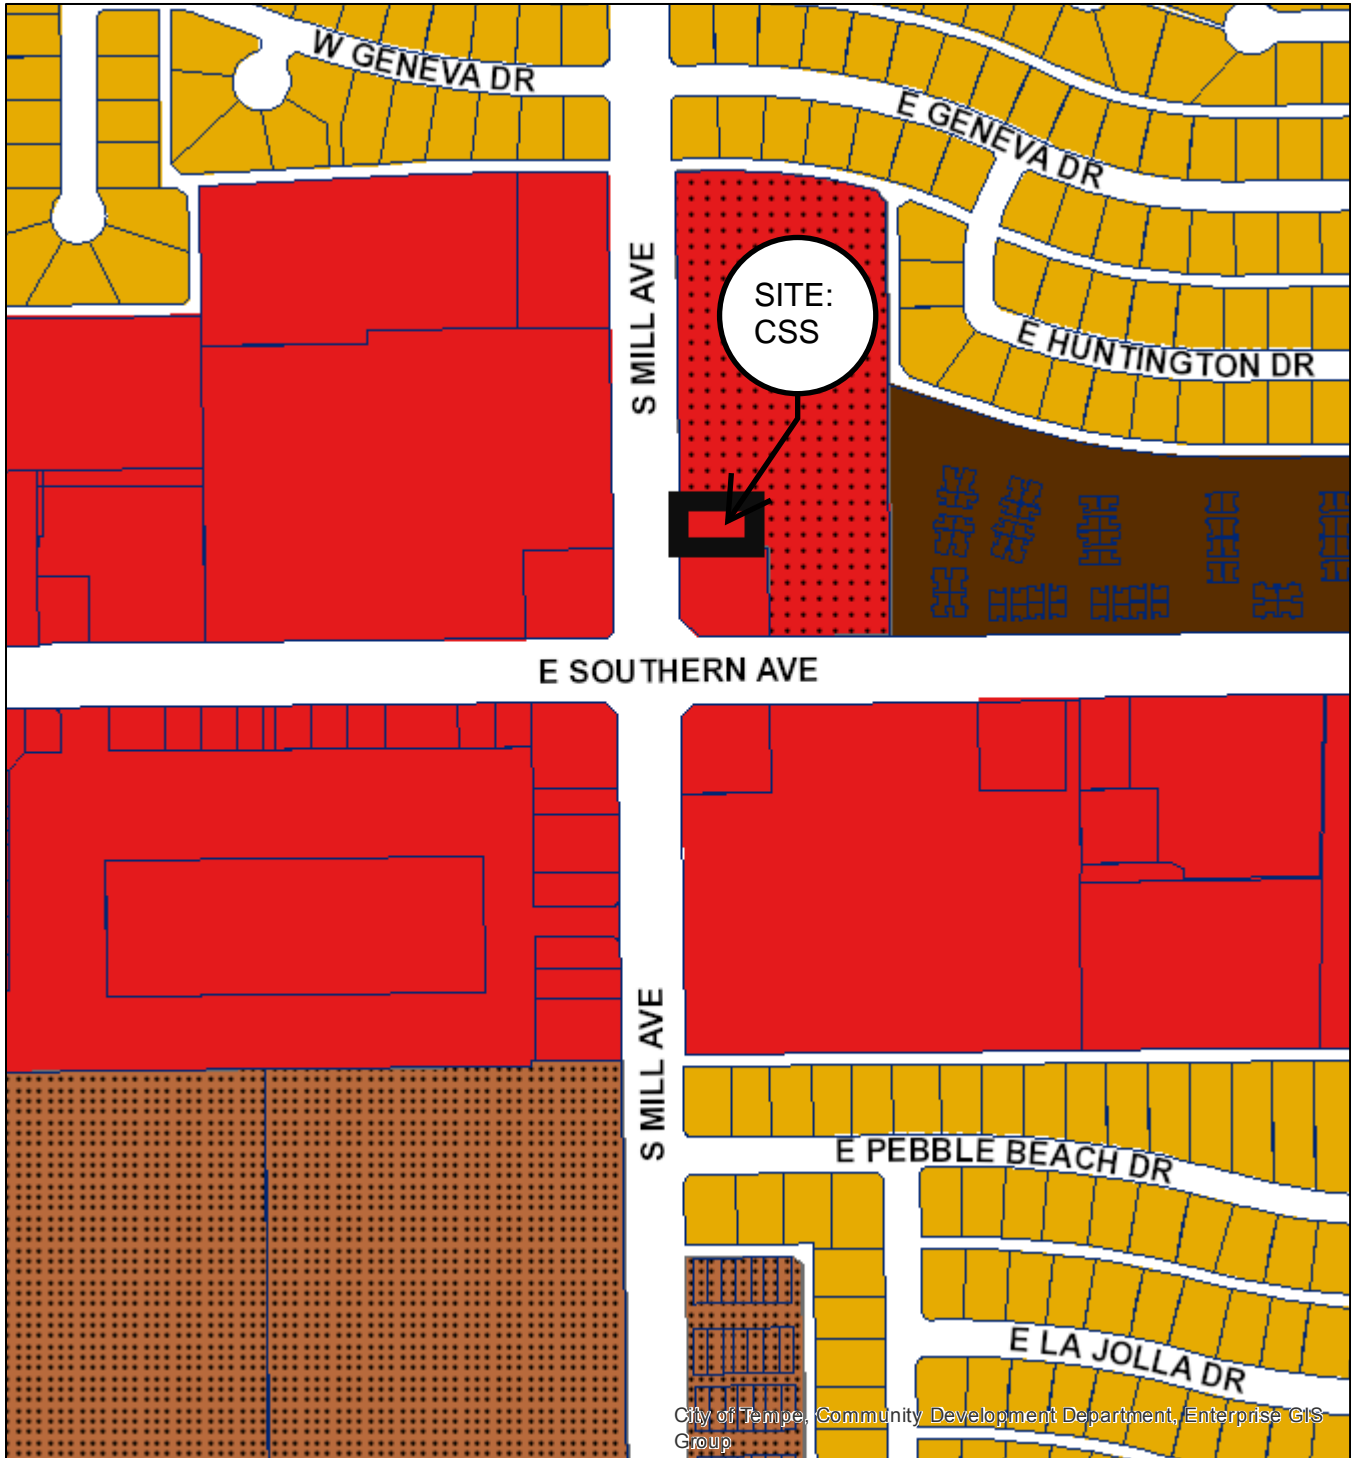 W GENEVA DR
E GENEVA DR
S MILL AVE
SITE:
CSS
E HUNTINGTON DR
E SOUTHERN AVE
S MILL AVE
E PEBBLE BEACH DR
E LA JOLLA DR
City of Tempe, Community Development Department, Enterprise GIS
Group